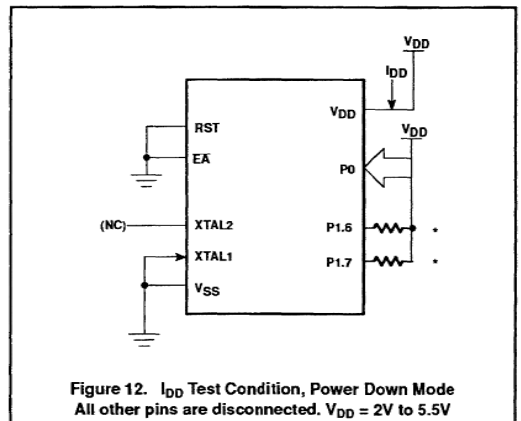 VDD
IDD
VDD
VDD
RST
EA
P0
(NC)
XTAL2
P1.6
*
XTAL1
P1.7
*
VSS
Figure 12. IDD Test Condition, Power Down Mode
All other pins are disconnected. VDD = 2V to 5.5V